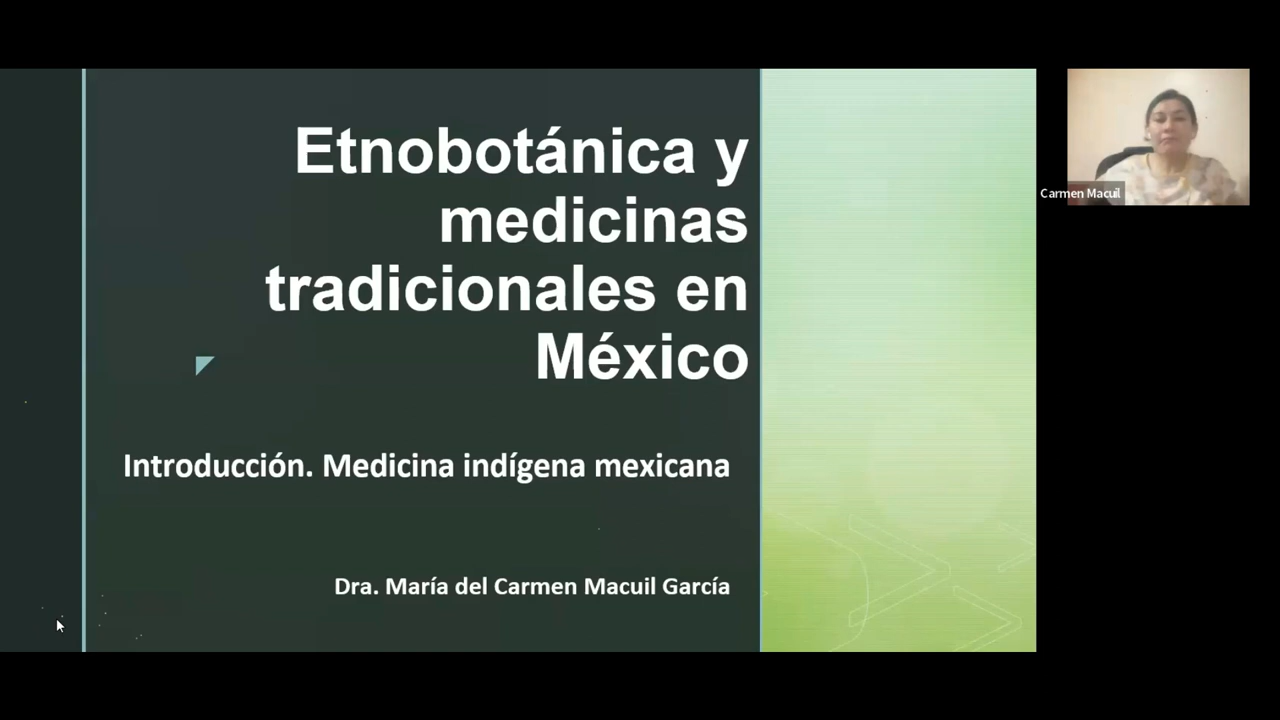 Etnobotánica y
medicinas
tradicionales en
México
Introducción. Medicina indígena mexicana
Dra. María del Carmen Macuil García
Carmen Macuil